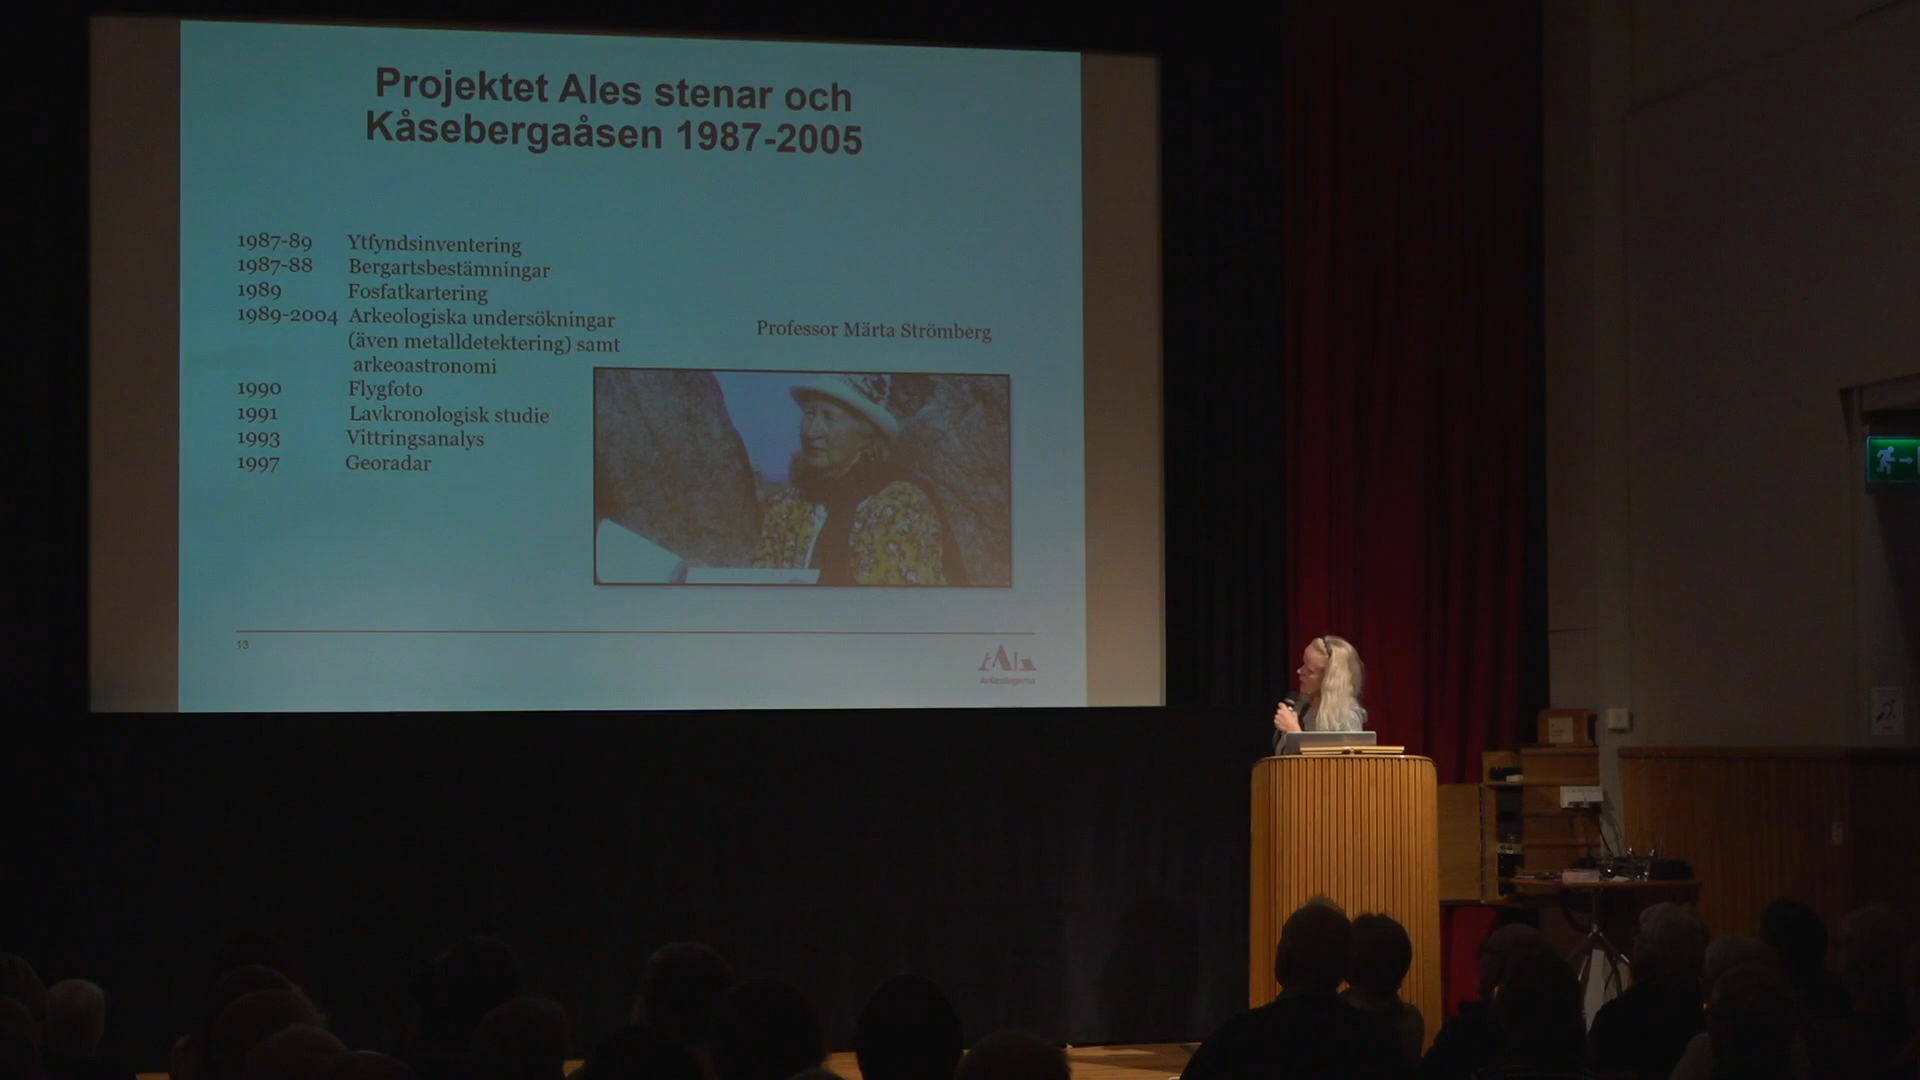 Projektet Ales stenar och
Kåsebergaåsen 1987-2005
1987-89 Ytfyndsinventering
1987-88 Bergartsbestämningar
1989 Fosfatkartering
1989-2004 Arkeologiska undersökningar
(även metalldetektering) samt
arkeoastronomi
1990 Flygfoto
1991 Lavkronologisk studie
1993 Vittringsanalys
1997 Georadar
Professor Märta Strömberg
13
Arkeologerna